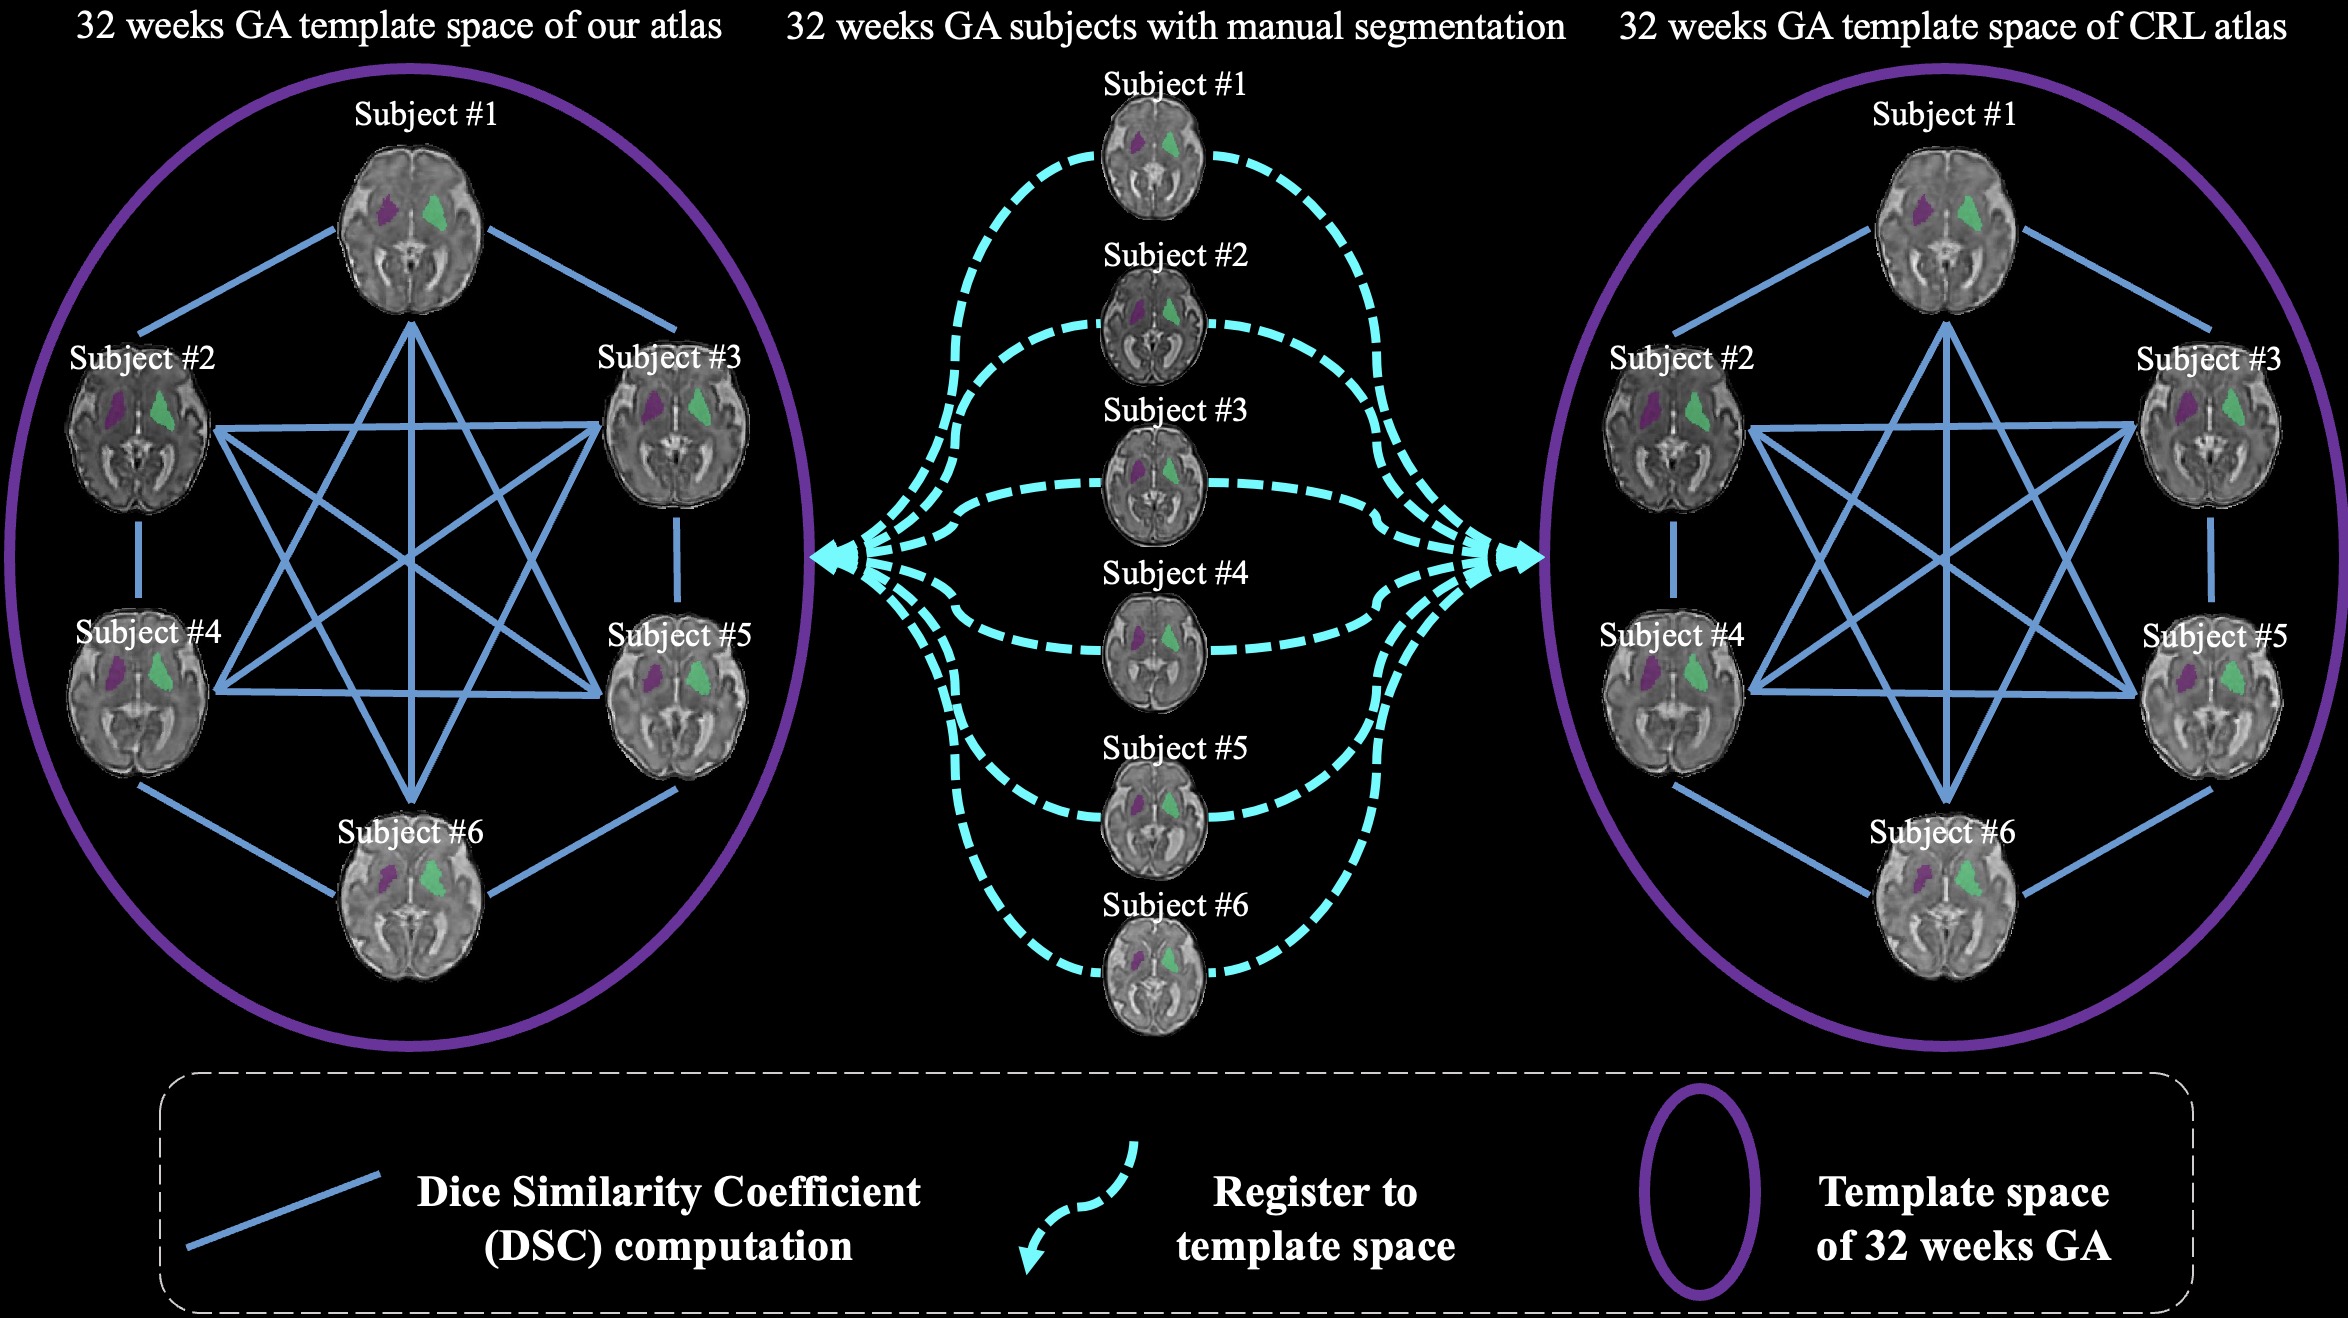 32 weeks GA template space of our atlas
32 weeks GA subjects with manual segmentation
32 weeks GA template space of CRL atlas
Subject #1
Subject #2
Subject #3
Subject #4
Subject #5
Subject #6
Subject #1
Subject #2
Subject #3
Subject #4
Subject #5
Subject #6
Subject #1
Subject #2
Subject #3
Subject #4
Subject #5
Subject #6
Dice Similarity Coefficient
(DSC) computation
Register to
template space
Template space
of 32 weeks GA